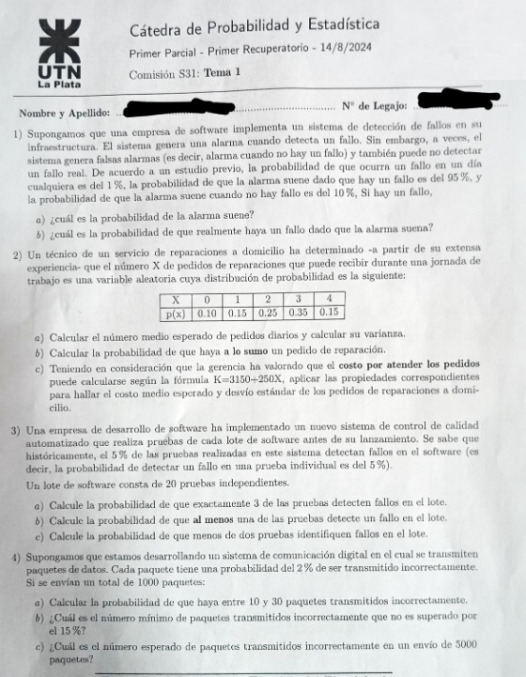 Cátedra de Probabilidad y Estadística
Primer Parcial - Primer Recuperatorio - 14/8/2024
Comisión S31: Tema 1
UTN
La Plata
Nombre y Apellido: N° de Legajo:
1) Supongamos que una empresa de software implementa un sistema de detección de fallos en su
infraestructura. El sistema genera una alarma cuando detecta un fallo. Sin embargo, a veces, el
sistema genera falsas alarmas (es decir, alarma cuando no hay un fallo) y también puede no detectar
un fallo real. De acuerdo a un estudio previo, la probabilidad de que ocurra un fallo en un día
cualquiera es del 1%, la probabilidad de que la alarma suene dado que hay un fallo es del 95%, y
la probabilidad de que la alarma suene cuando no hay fallo es del 10%, Si hay un fallo,
a) ¿cuál es la probabilidad de la alarma suene?
b) ¿cuál es la probabilidad de que realmente haya un fallo dado que la alarma suena?
2) Un técnico de un servicio de reparaciones a domicilio ha determinado -a partir de su extensa
experiencia- que el número X de pedidos de reparaciones que puede recibir durante una jornada de
trabajo es una variable aleatoria cuya distribución de probabilidad es la siguiente:
X 0 1 2 3 4
p(x) 0.10 0.15 0.25 0.35 0.15
a) Calcular el número medio esperado de pedidos diarios y calcular su varianza.
b) Calcular la probabilidad de que haya a lo sumo un pedido de reparación.
c) Teniendo en consideración que la gerencia ha valorado que el costo por atender los pedidos
puede calcularse según la fórmula K=3150+250X, aplicar las propiedades correspondientes
para hallar el costo medio esperado y desvío estándar de los pedidos de reparaciones a domi-
cilio.
3) Una empresa de desarrollo de software ha implementado un nuevo sistema de control de calidad
automatizado que realiza pruebas de cada lote de software antes de su lanzamiento. Se sabe que
históricamente, el 5% de las pruebas realizadas en este sistema detectan fallos en el software (es
decir, la probabilidad de detectar un fallo en una prueba individual es del 5%).
Un lote de software consta de 20 pruebas independientes.
a) Calcule la probabilidad de que exactamente 3 de las pruebas detecten fallos en el lote.
b) Calcule la probabilidad de que al menos una de las pruebas detecte un fallo en el lote.
c) Calcule la probabilidad de que menos de dos pruebas identifiquen fallos en el lote.
4) Supongamos que estamos desarrollando un sistema de comunicación digital en el cual se transmiten
paquetes de datos. Cada paquete tiene una probabilidad del 2% de ser transmitido incorrectamente.
Si se envían un total de 1000 paquetes:
a) Calcular la probabilidad de que haya entre 10 y 30 paquetes transmitidos incorrectamente.
b) ¿Cuál es el número mínimo de paquetes transmitidos incorrectamente que no es superado por
el 15%?
c) ¿Cuál es el número esperado de paquetes transmitidos incorrectamente en un envío de 5000
paquetes?